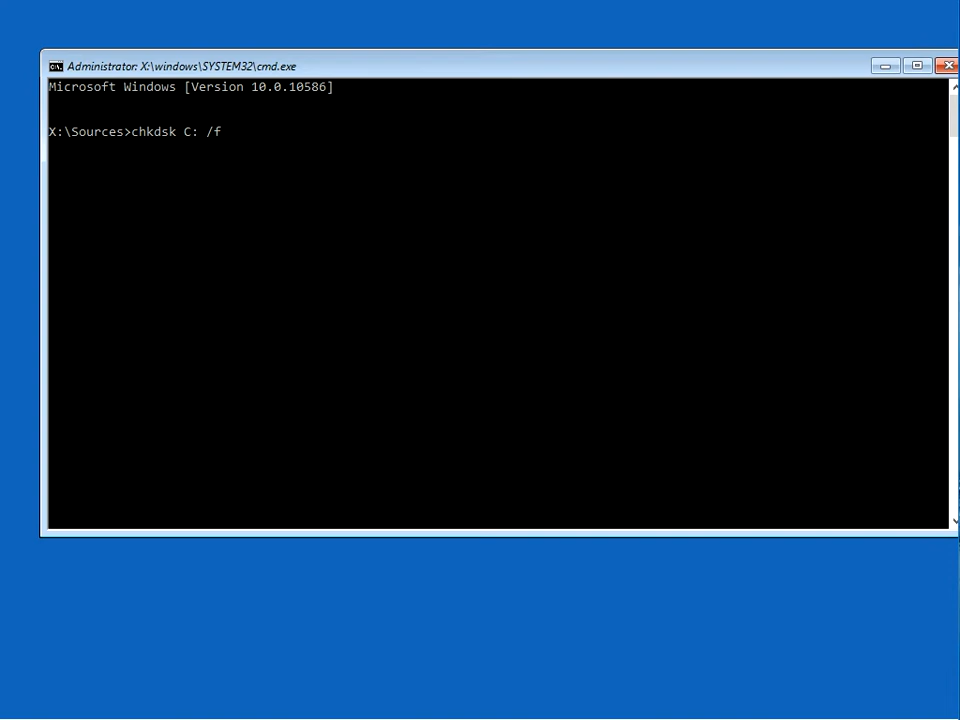 Administrator: X:\windows\SYSTEM32\cmd.exe
Microsoft Windows [Version 10.0.10586]
X:\Sources>chkdsk C: /f